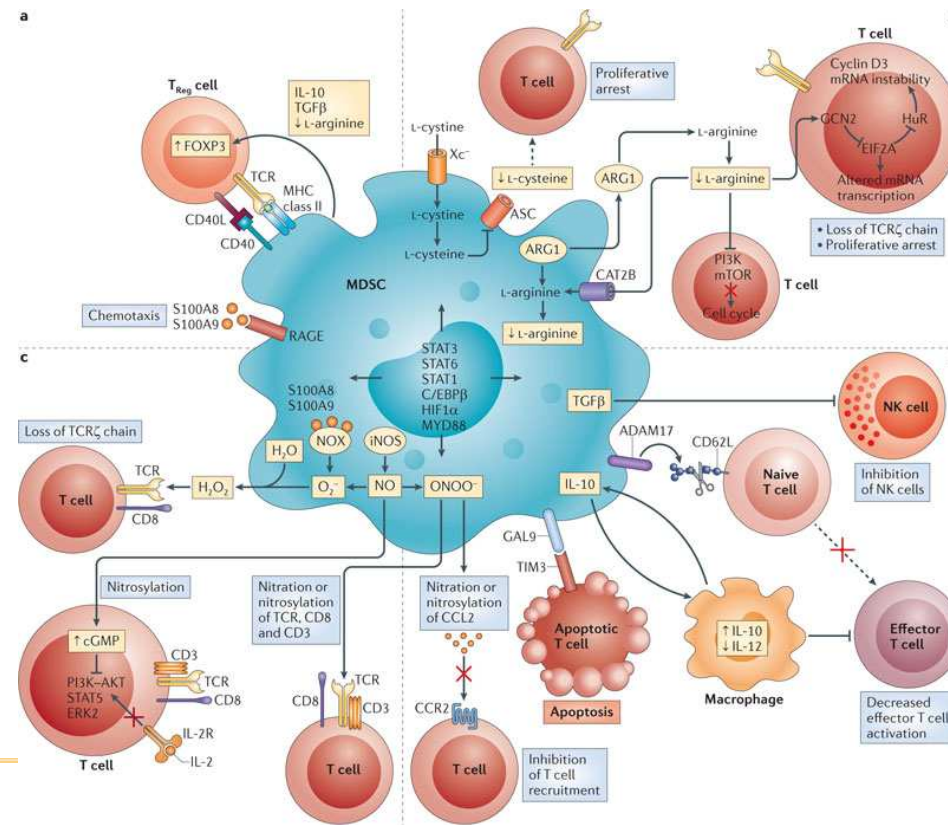 a
T cell
T cell
Cyclin D3
mRNA instability
GCN2
HuR
EIF2A
Altered mRNA
transcription
• Loss of TCRζ chain
• Proliferative arrest
Proliferative
arrest
TReg cell
IL-10
TGFβ
↓ L-arginine
↑ FOXP3
TCR
MHC
class II
CD40L
CD40
L-cystine
Xc⁻
L-cystine
L-cysteine
↓ L-cysteine
ASC
ARG1
L-arginine
↓ L-arginine
ARG1
L-arginine
↓ L-arginine
CAT2B
PI3K
mTOR
Cell cycle
T cell
MDSC
Chemotaxis
S100A8
S100A9
RAGE
STAT3
STAT6
STAT1
C/EBPβ
HIF1α
MYD88
c
S100A8
S100A9
NOX
iNOS
H₂O
O₂⁻
NO
ONOO⁻
H₂O₂
Loss of TCRζ chain
T cell
TCR
CD8
TGFβ
NK cell
Inhibition
of NK cells
ADAM17
CD62L
Naive
T cell
IL-10
GAL9
TIM3
Apoptotic
T cell
Apoptosis
↑ IL-10
↓ IL-12
Macrophage
Effector
T cell
Decreased
effector T cell
activation
Nitrosylation
↑ cGMP
PI3K–AKT
STAT5
ERK2
CD3
TCR
CD8
IL-2R
IL-2
T cell
Nitration or
nitrosylation
of TCR, CD8
and CD3
CD8
TCR
CD3
T cell
Nitration or
nitrosylation
of CCL2
CCR2
T cell
Inhibition
of T cell
recruitment